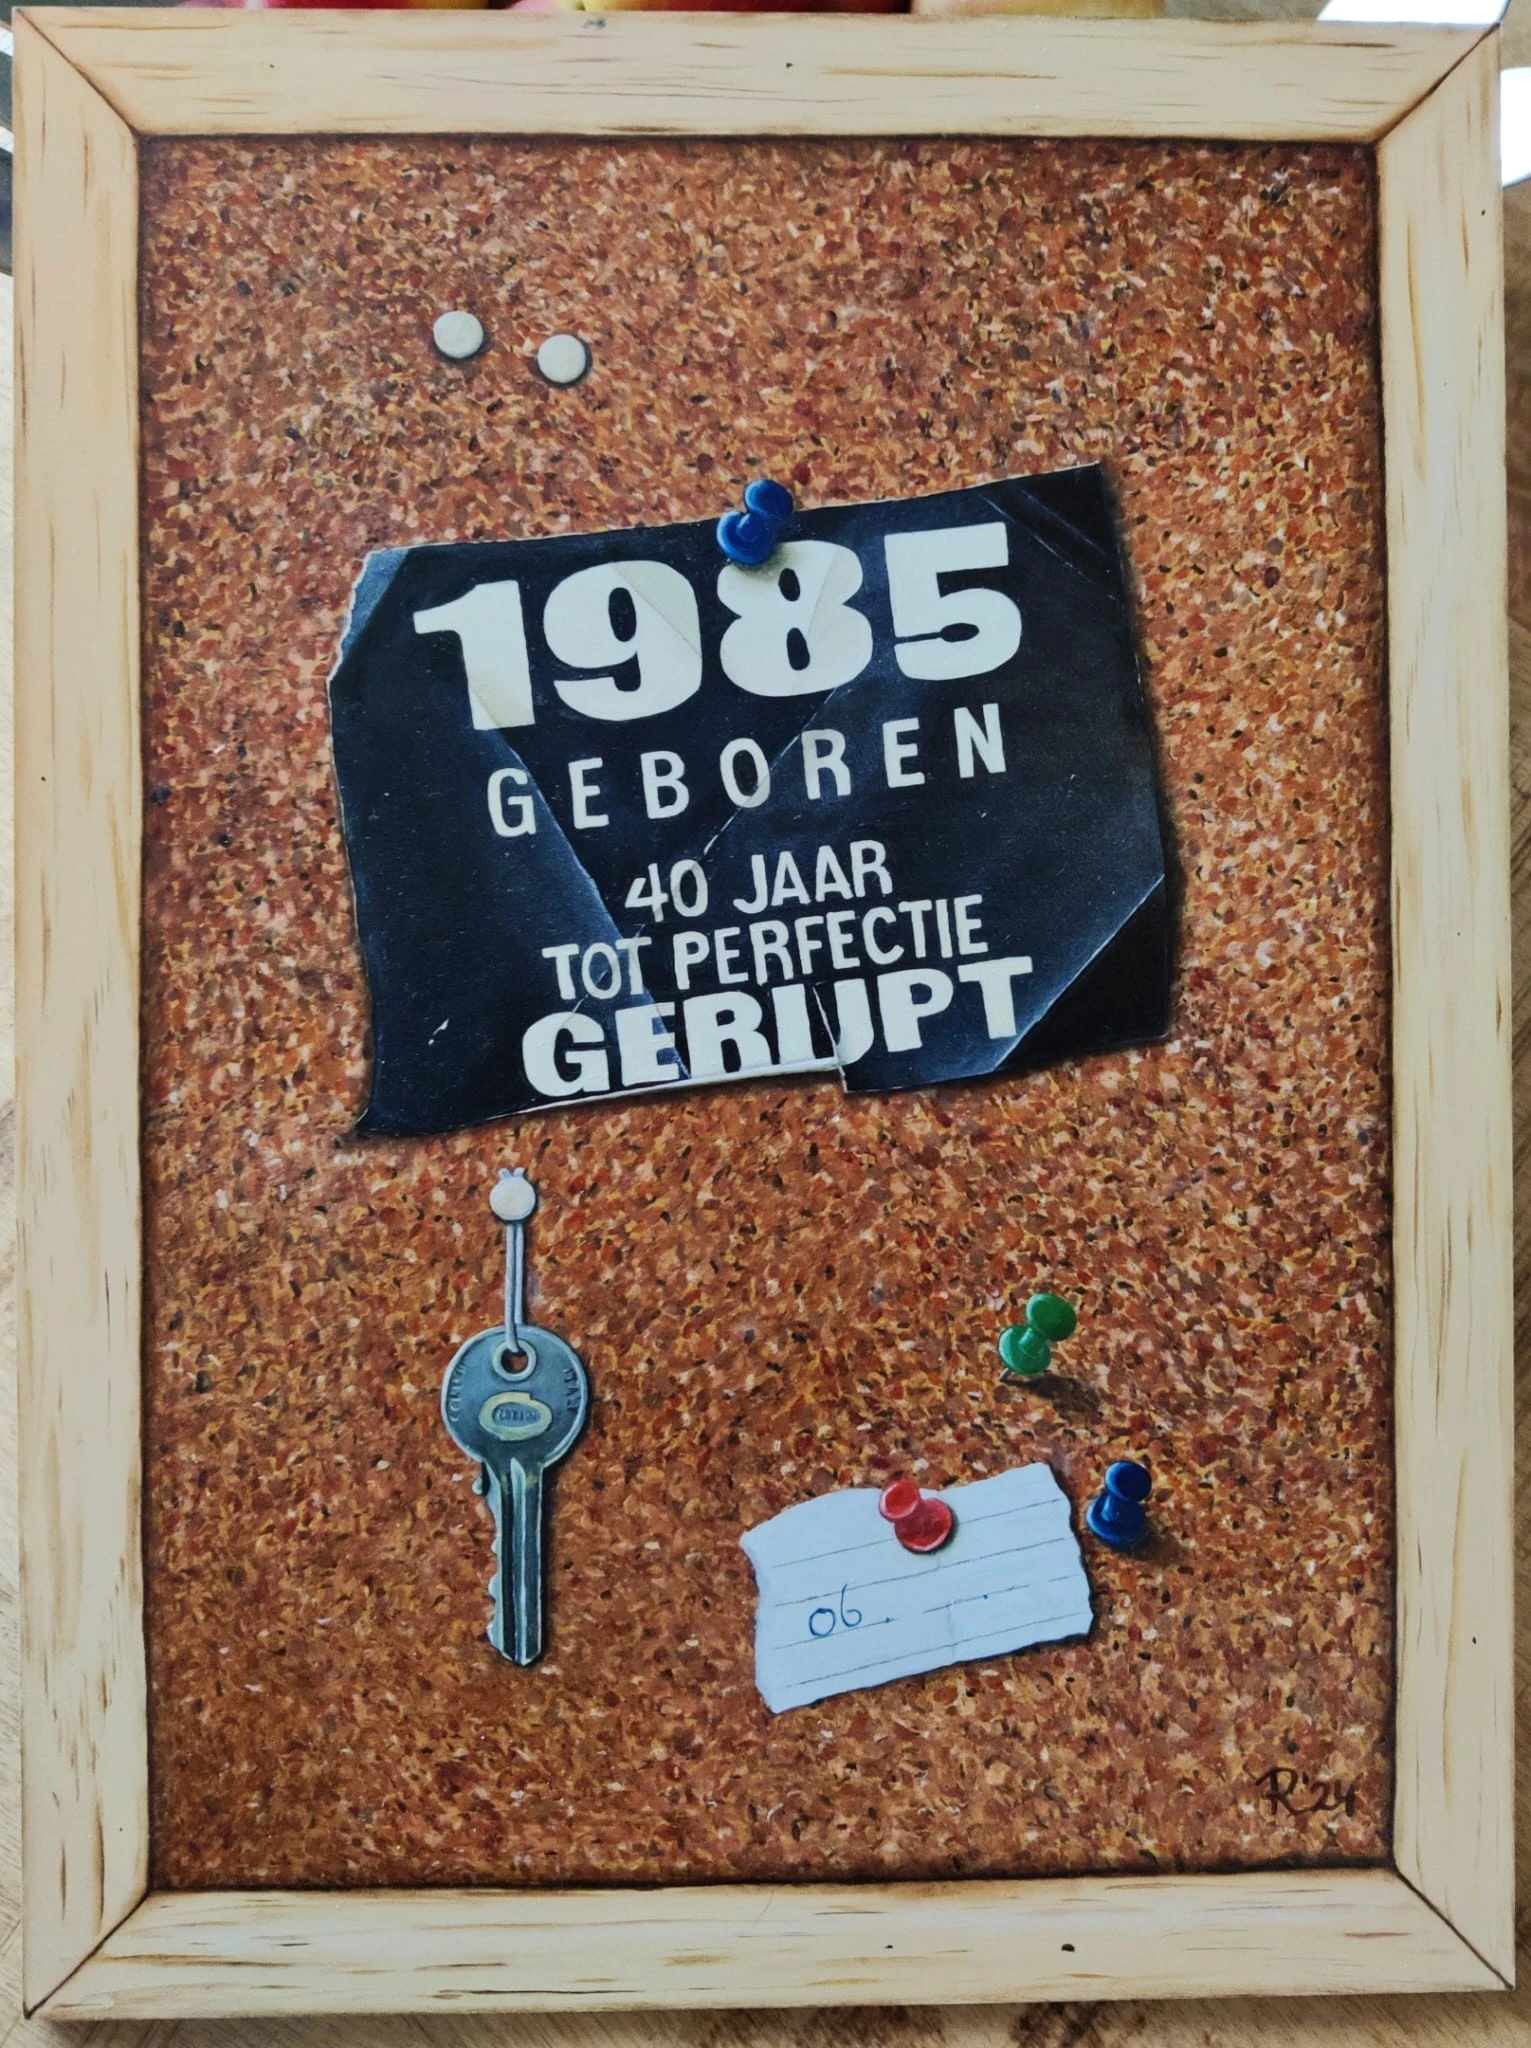 1985
GEBOREN
40 JAAR
TOT PERFECTIE
GERIJPT
06
R'24